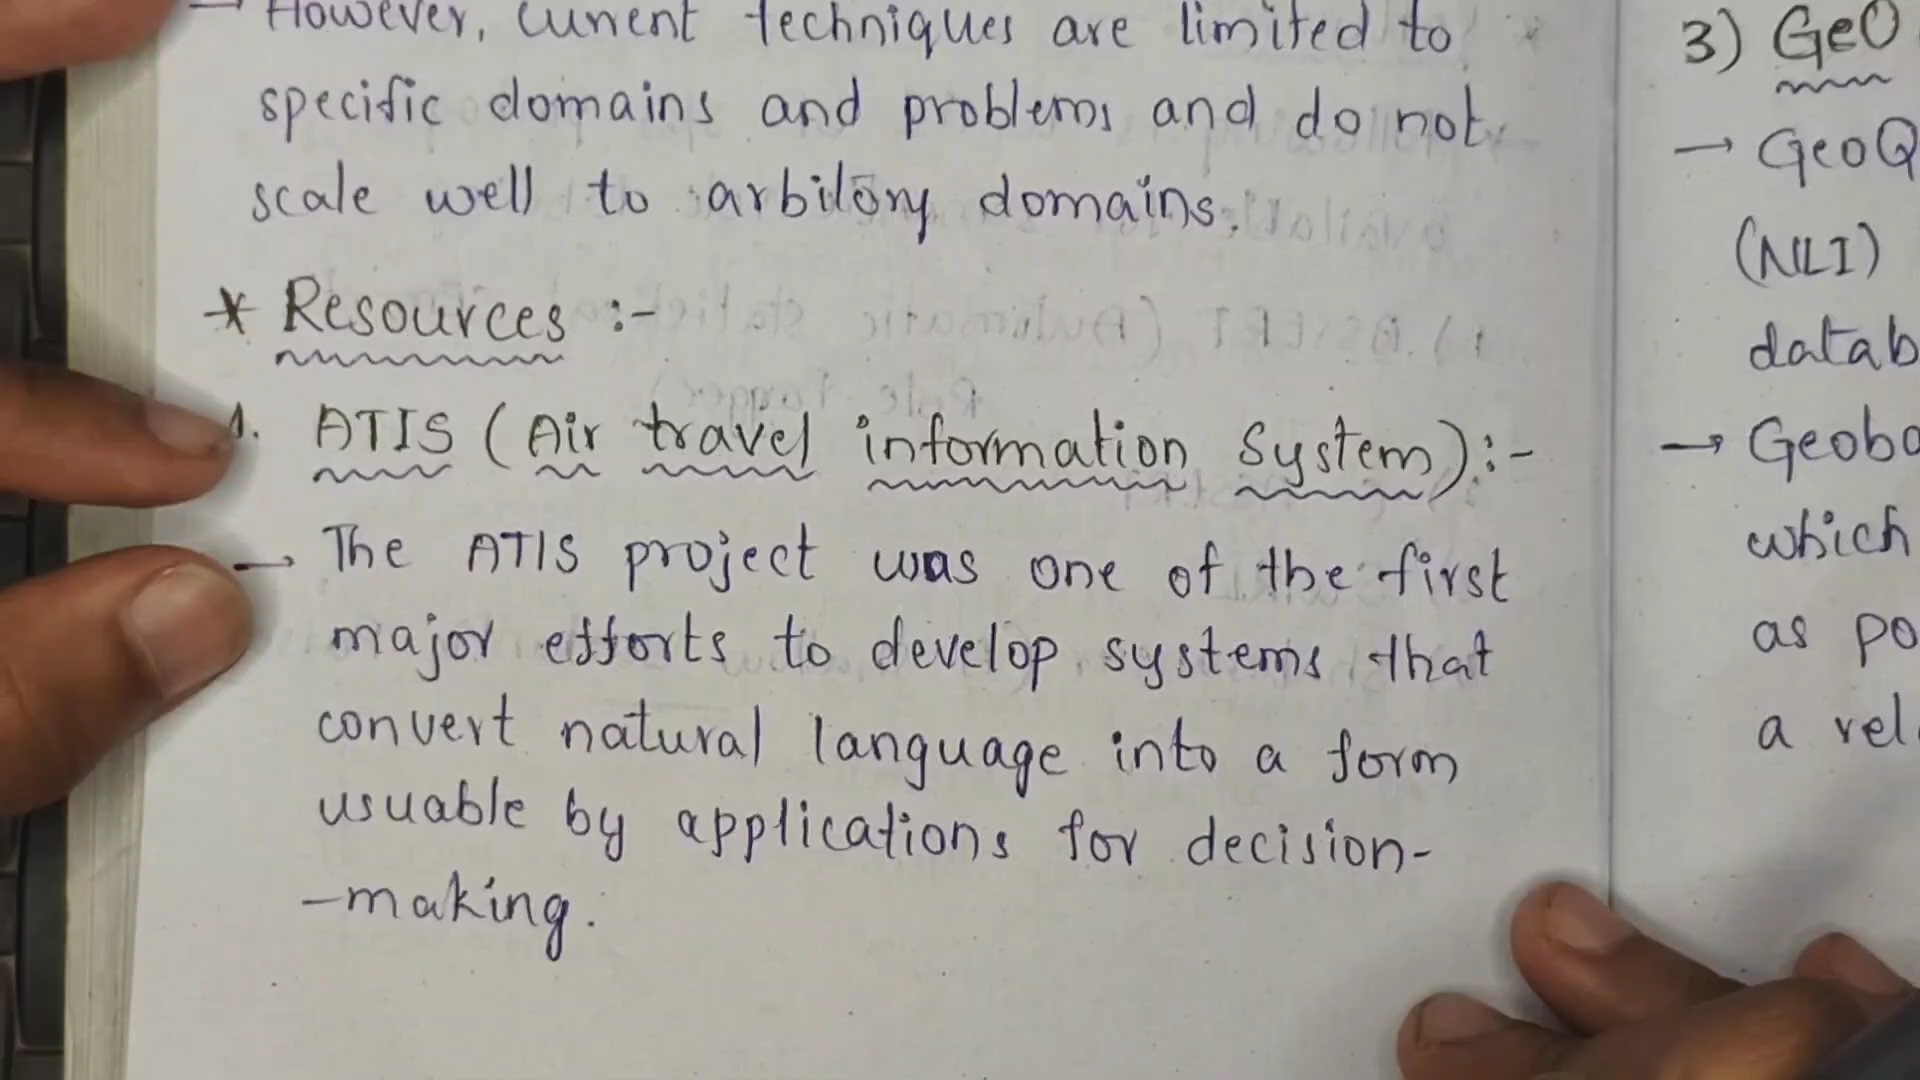 → However, current techniques are limited to
specific domains and problems and do not
scale well to arbitory domains.
* Resources :-
1. ATIS (Air travel information system):-
→ The ATIS project was one of the first
major efforts to develop systems that
convert natural language into a form
usuable by applications for decision-
-making.
3) Geo
→ GeoQ
(NLI)
datab
→ Geoba
which
as po
a rel